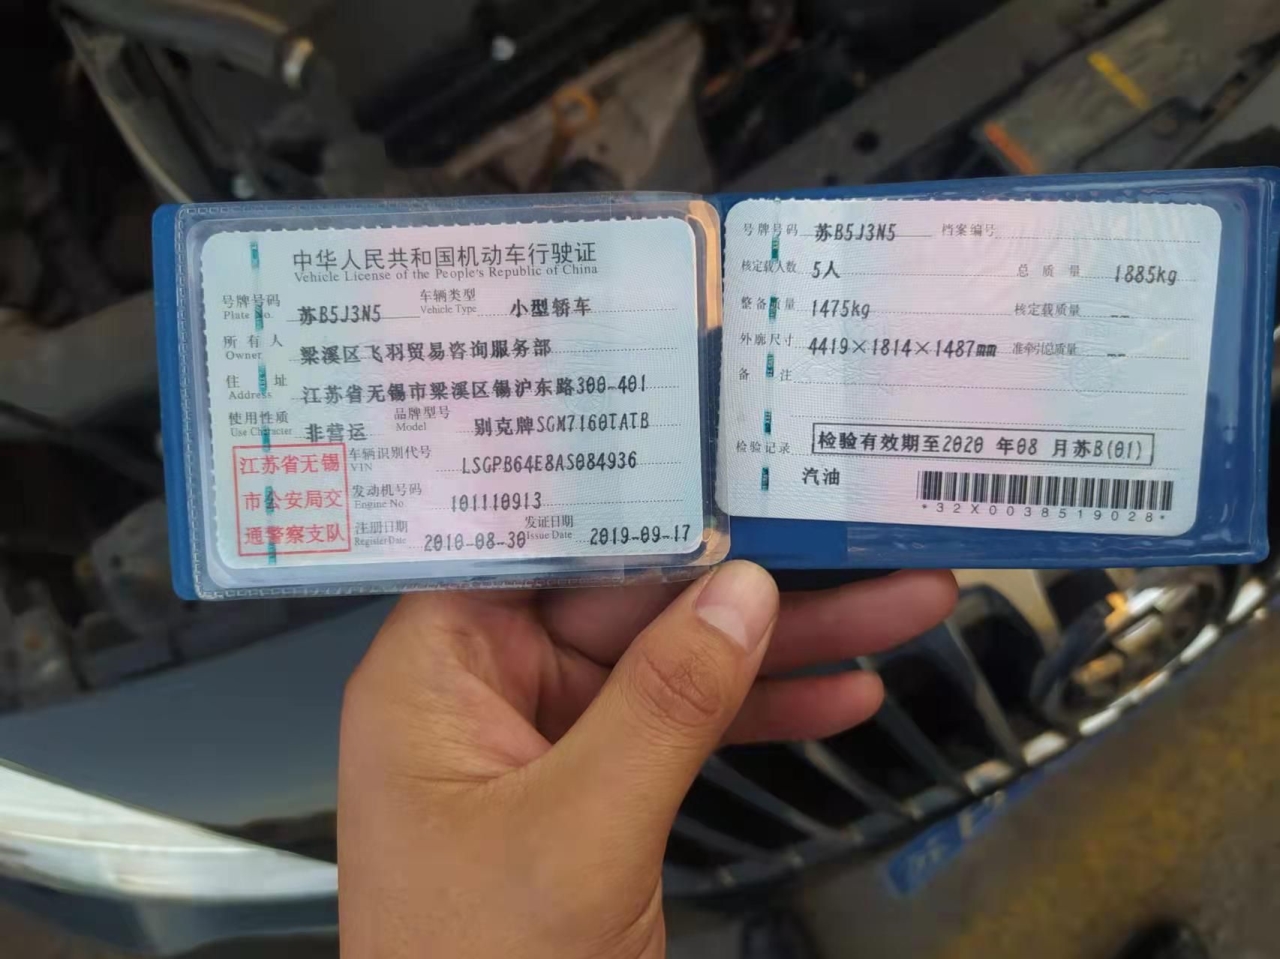 中华人民共和国机动车行驶证
Vehicle License of the People's Republic of China
号牌号码 苏B5J3N5 车辆类型 小型轿车
Plate No. Vehicle Type
所有人 梁溪区飞羽贸易咨询服务部
Owner
住址 江苏省无锡市梁溪区锡沪东路300-401
Address
使用性质 非营运 品牌型号 别克牌SGM7160TATB
Use Character Model
江苏省无锡
市公安局交
通警察支队
车辆识别代号 LSGPB64E8AS084936
VIN
发动机号码 101110913
Engine No.
注册日期 2010-08-30 发证日期 2019-09-17
Register Date Issue Date
号牌号码 苏B5J3N5 档案编号
核定载人数 5人 总质量 1885kg
整备质量 1475kg 核定载质量 --
外廓尺寸 4419×1814×1487mm 准牵引总质量 --
备注
检验记录 检验有效期至2020 年08 月苏B(01)
汽油
*32X0038519028*